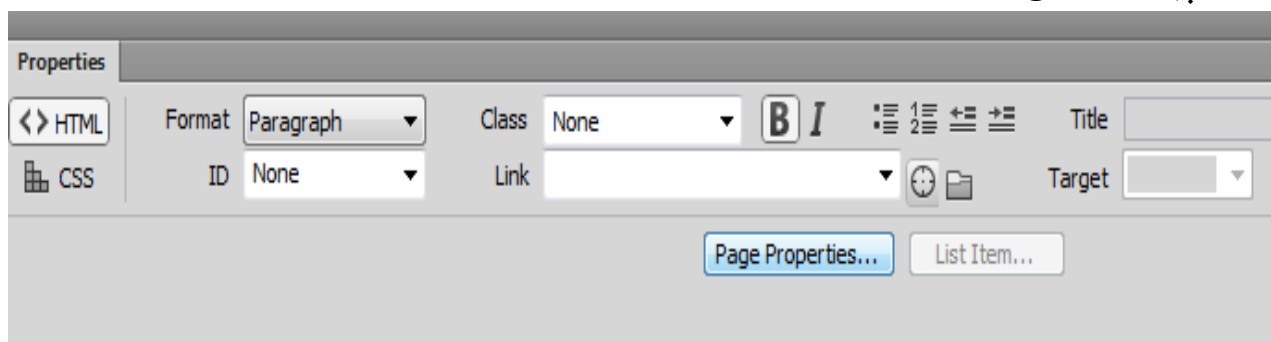 Properties
<> HTML Format Paragraph Class None B I Title
CSS ID None Link Target
Page Properties... List Item...